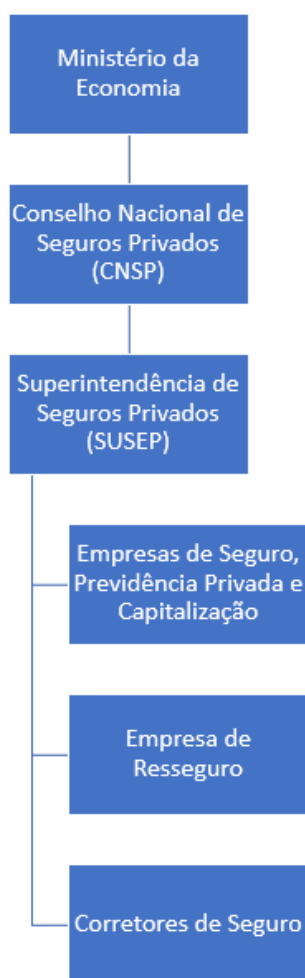 Ministério da
Economia
Conselho Nacional de
Seguros Privados
(CNSP)
Superintendência de
Seguros Privados
(SUSEP)
Empresas de Seguro,
Previdência Privada e
Capitalização
Empresa de
Resseguro
Corretores de Seguro